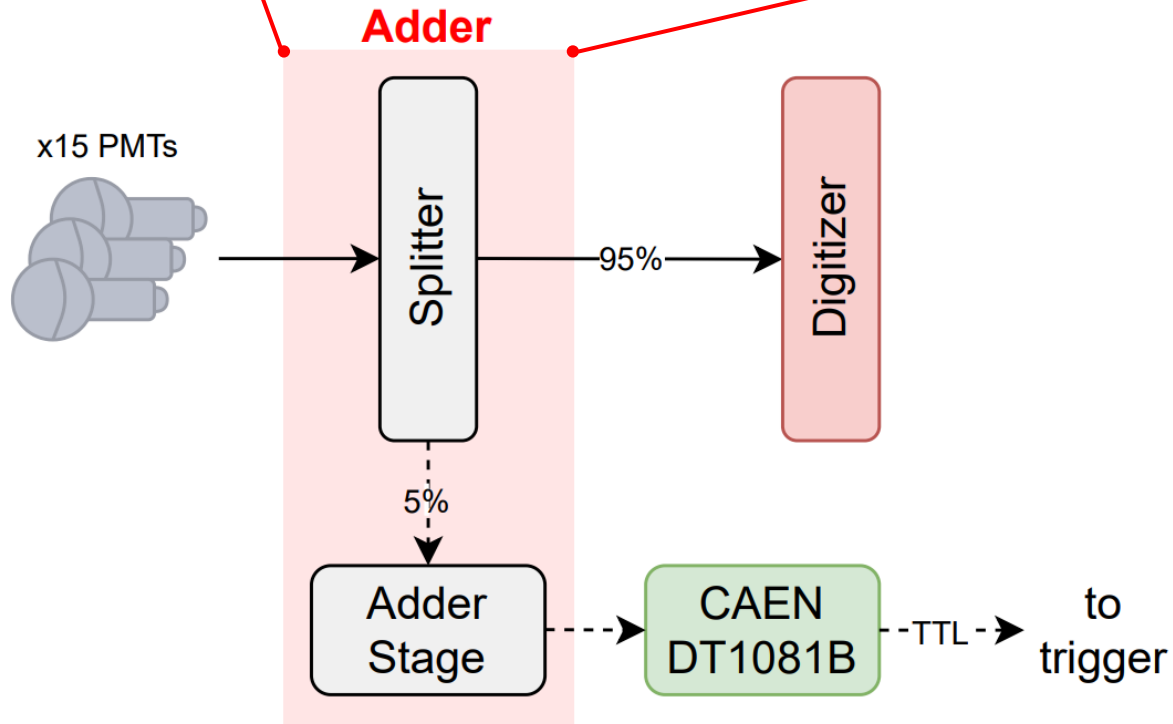 Adder
x15 PMTs
Splitter
95%
Digitizer
5%
Adder
Stage
CAEN
DT1081B
TTL
to
trigger